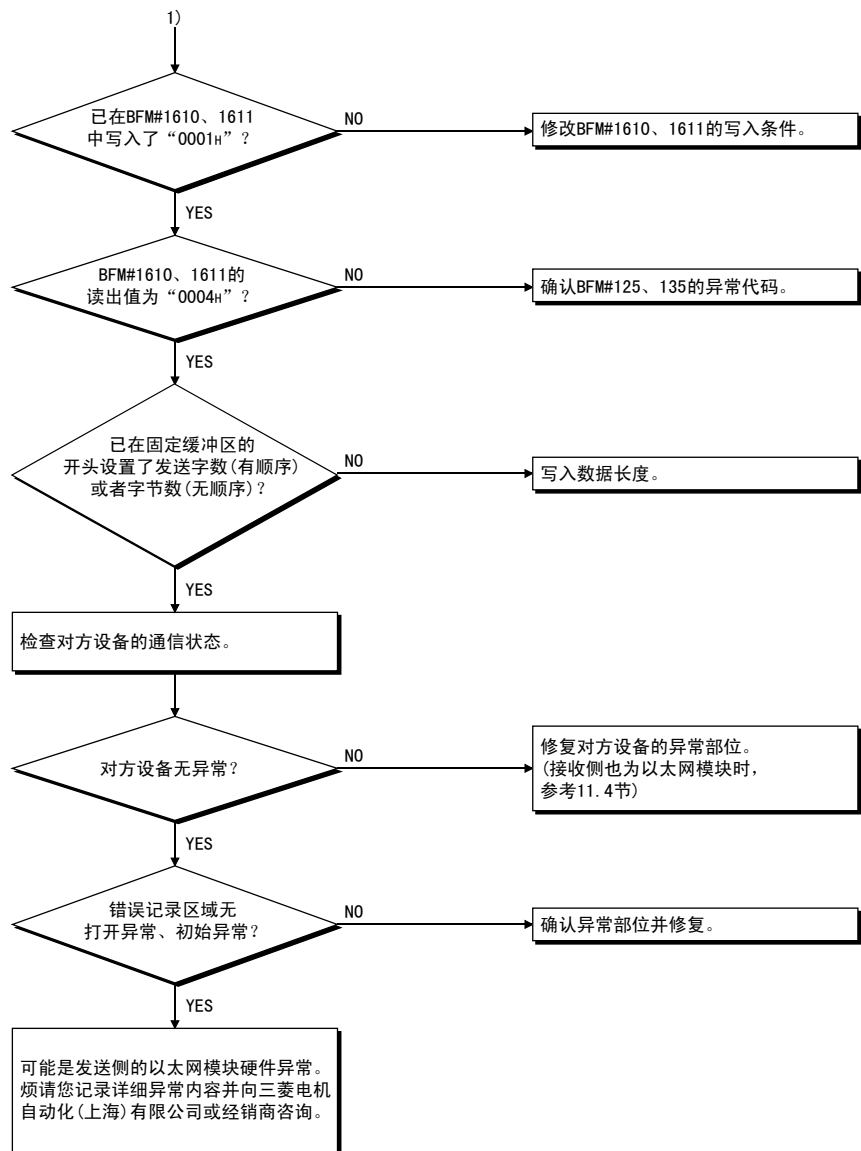 1)
已在BFM#1610、1611
中写入了“0001H”？
NO
修改BFM#1610、1611的写入条件。
YES
BFM#1610、1611的
读出值为“0004H”？
NO
确认BFM#125、135的异常代码。
YES
已在固定缓冲区的
开头设置了发送字数(有顺序)
或者字节数(无顺序)？
NO
写入数据长度。
YES
检查对方设备的通信状态。
对方设备无异常？
NO
修复对方设备的异常部位。
(接收侧也为以太网模块时，
参考11.4节)
YES
错误记录区域无
打开异常、初始异常？
NO
确认异常部位并修复。
YES
可能是发送侧的以太网模块硬件异常。
烦请您记录详细异常内容并向三菱电机
自动化(上海)有限公司或经销商咨询。